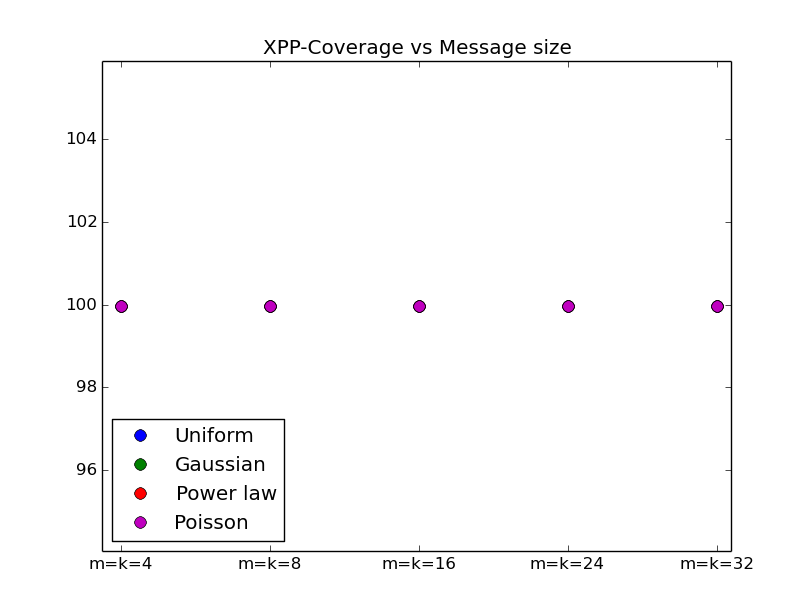 XPP-Coverage vs Message size
104
102
100
98
96
Uniform
Gaussian
Power law
Poisson
m=k=4 m=k=8 m=k=16 m=k=24 m=k=32